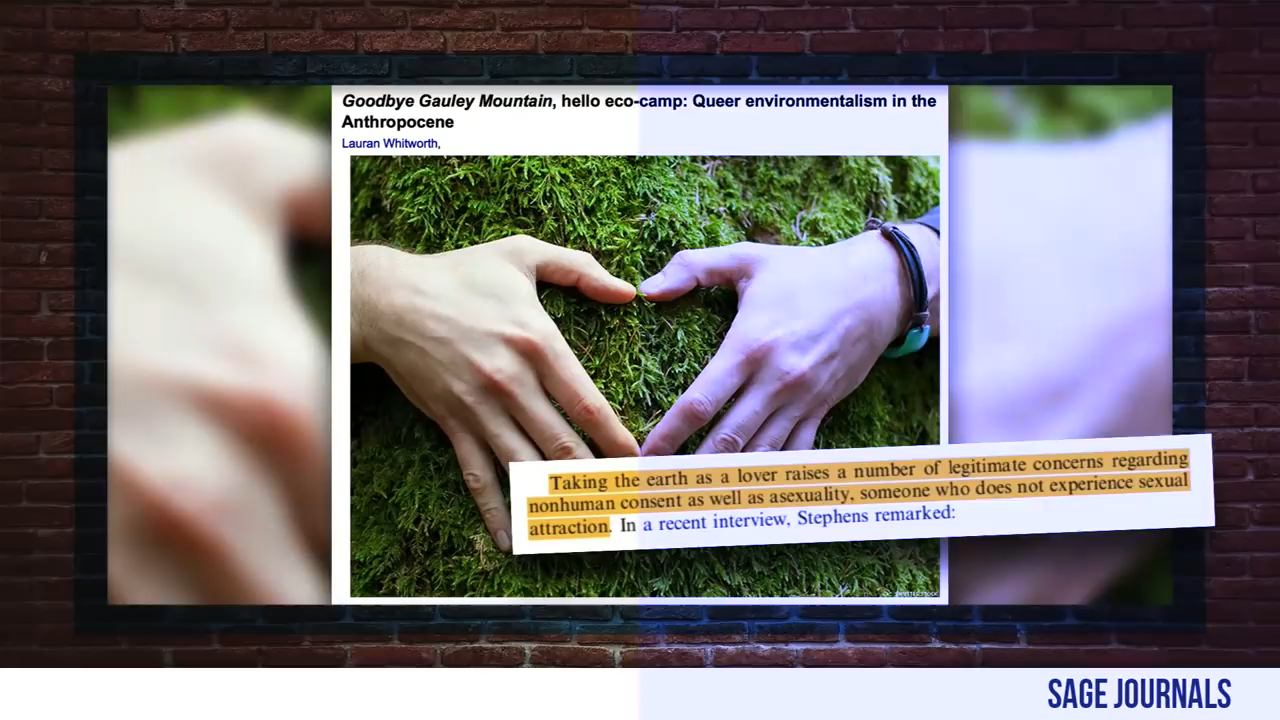 Goodbye Gauley Mountain, hello eco-camp: Queer environmentalism in the
Anthropocene
Lauran Whitworth,
Taking the earth as a lover raises a number of legitimate concerns regarding
nonhuman consent as well as asexuality, someone who does not experience sexual
attraction. In a recent interview, Stephens remarked:
SAGE JOURNALS